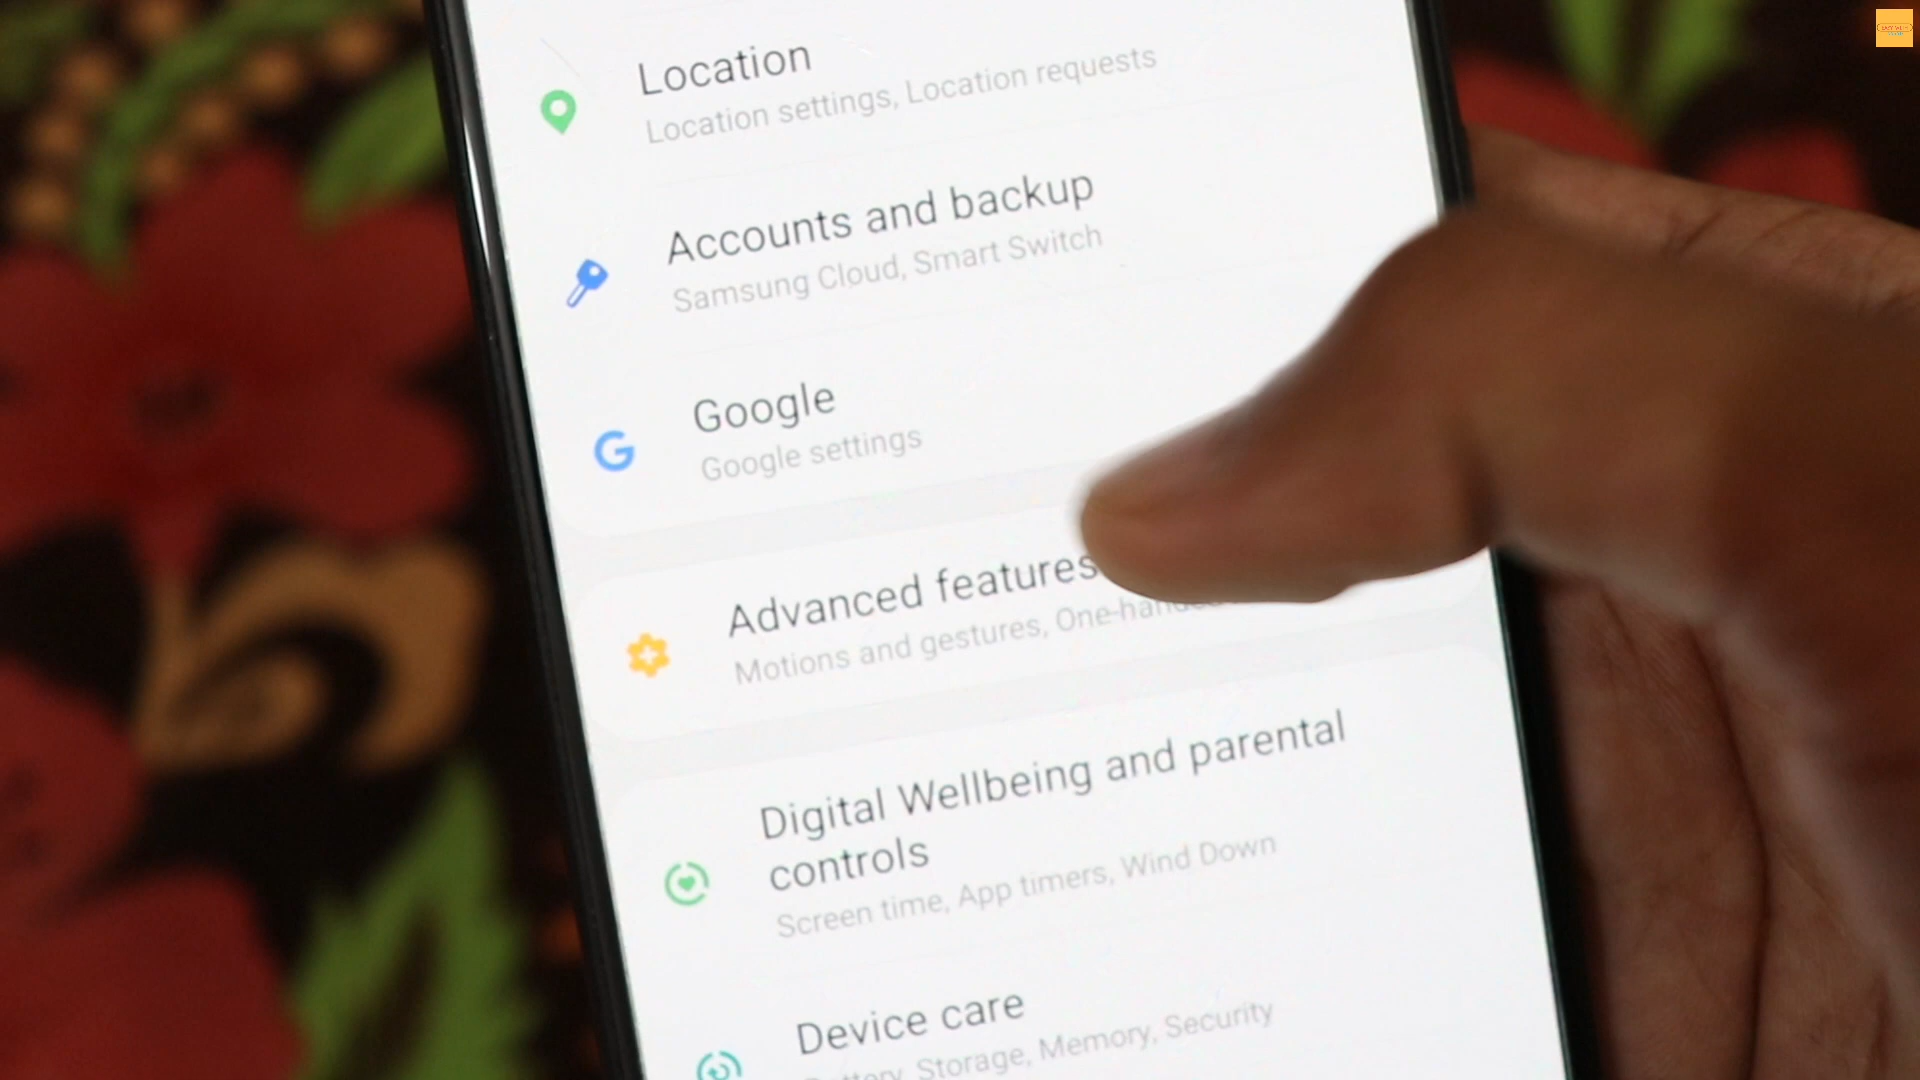 Location
Location settings, Location requests
Accounts and backup
Samsung Cloud, Smart Switch
Google
Google settings
Advanced features
Motions and gestures,
Digital Wellbeing and parental
controls
Screen time, App timers, Wind Down
Device care
Storage, Memory, Security